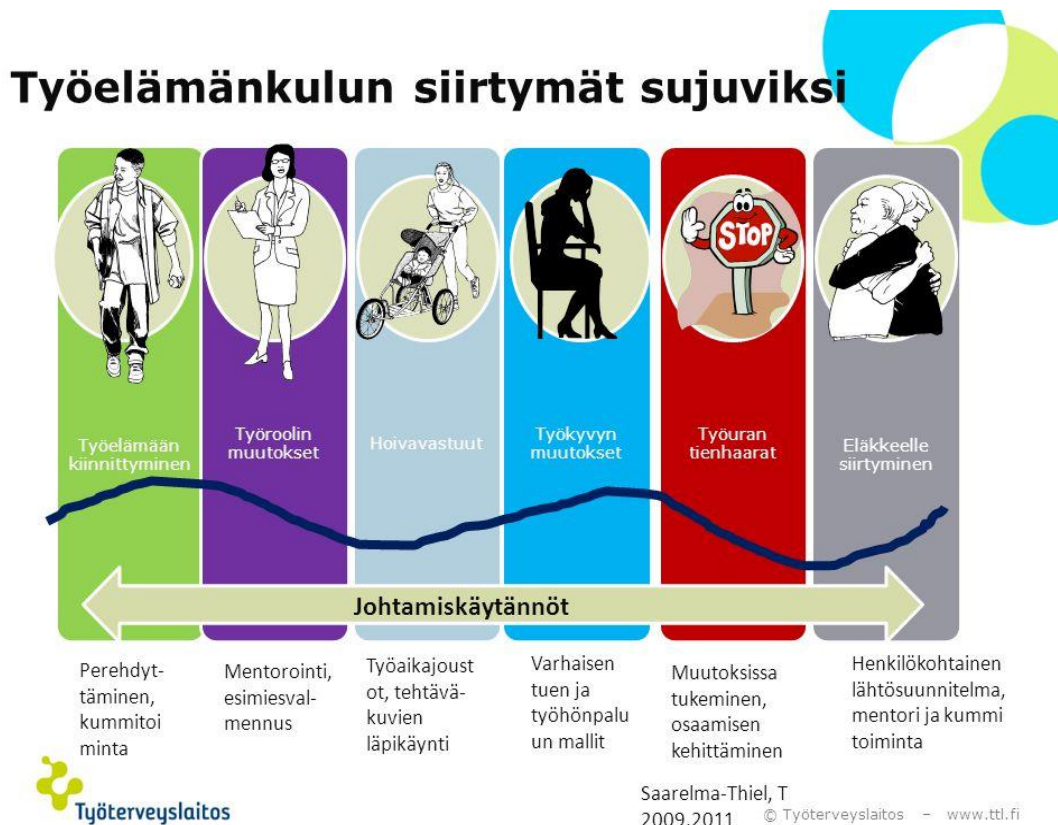 Työelämänkulun siirtymät sujuviksi
STOP
Työelämään
kiinnittyminen
Työroolin
muutokset
Hoivavastuut
Työkyvyn
muutokset
Työuran
tienhaarat
Eläkkeelle
siirtyminen
Johtamiskäytännöt
Perehdyt-
täminen,
kummitoi
minta
Mentorointi,
esimiesval-
mennus
Työaikajoust
ot, tehtävä-
kuvien
läpikäynti
Varhaisen
tuen ja
työhönpalu
un mallit
Muutoksissa
tukeminen,
osaamisen
kehittäminen
Henkilökohtainen
lähtösuunnitelma,
mentori ja kummi
toiminta
Saarelma-Thiel, T
2009,2011
Työterveyslaitos
© Työterveyslaitos – www.ttl.fi